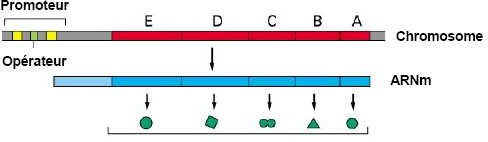 Promoteur
E D C B A
Chromosome
Opérateur
ARNm